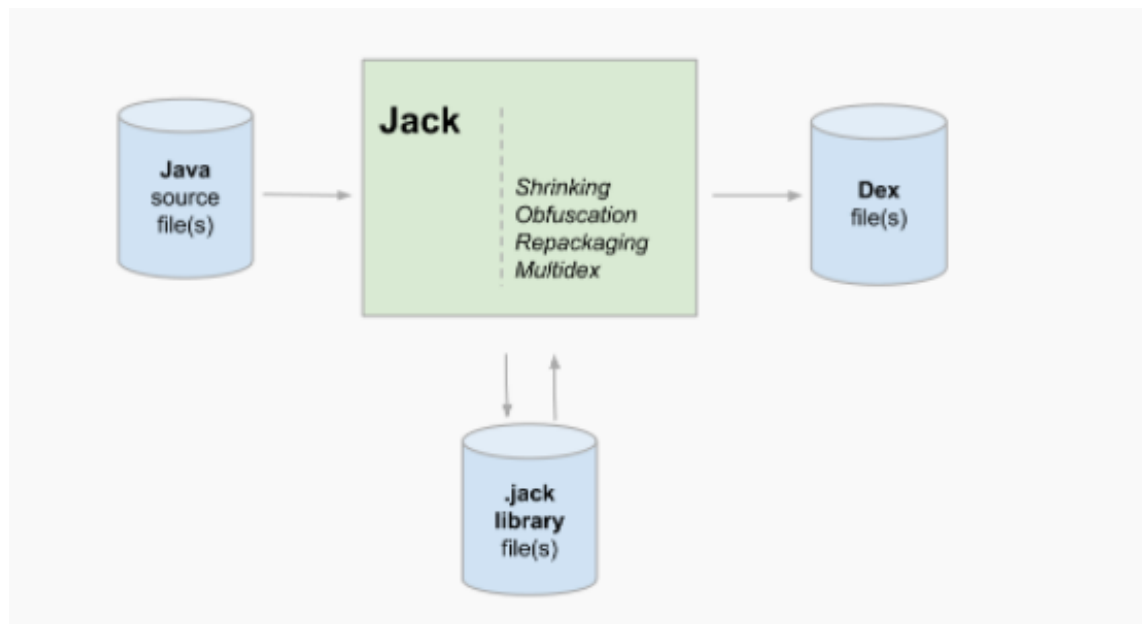 Jack
Java
source
file(s)
Shrinking
Obfuscation
Repackaging
Multidex
Dex
file(s)
.jack
library
file(s)